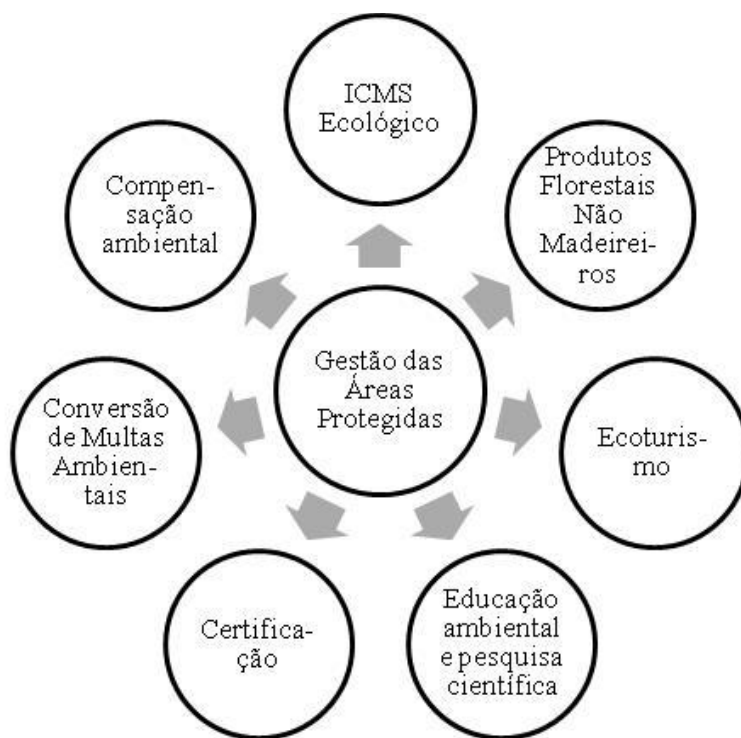 ICMS
Ecológico
Produtos
Florestais
Não
Madeirei-
ros
Compen-
sação
ambiental
Gestão das
Áreas
Protegidas
Ecoturis-
mo
Conversão
de Multas
Ambien-
tais
Educação
ambiental
e pesquisa
científica
Certifica-
ção